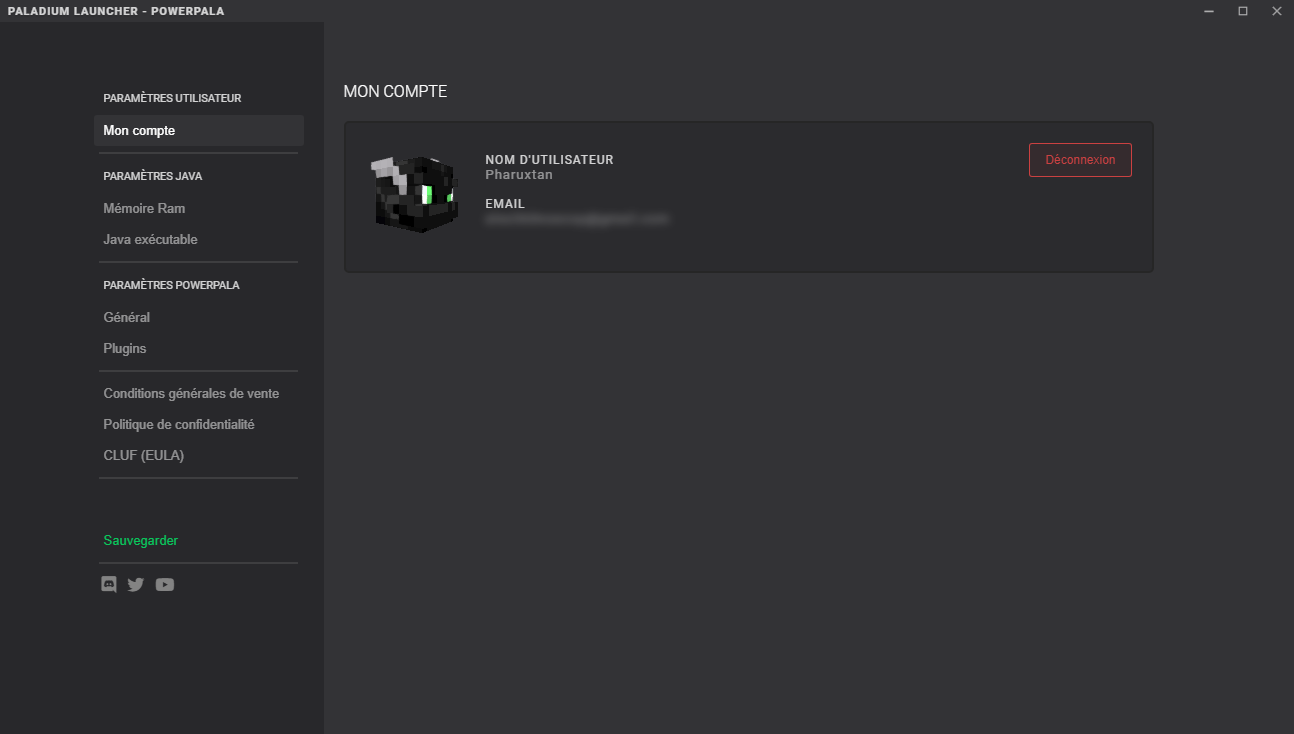 PALADIUM LAUNCHER - POWERPALA
PARAMÈTRES UTILISATEUR
Mon compte
PARAMÈTRES JAVA
Mémoire Ram
Java exécutable
PARAMÈTRES POWERPALA
Général
Plugins
Conditions générales de vente
Politique de confidentialité
CLUF (EULA)
Sauvegarder
MON COMPTE
NOM D'UTILISATEUR
Pharuxtan
EMAIL
Déconnexion